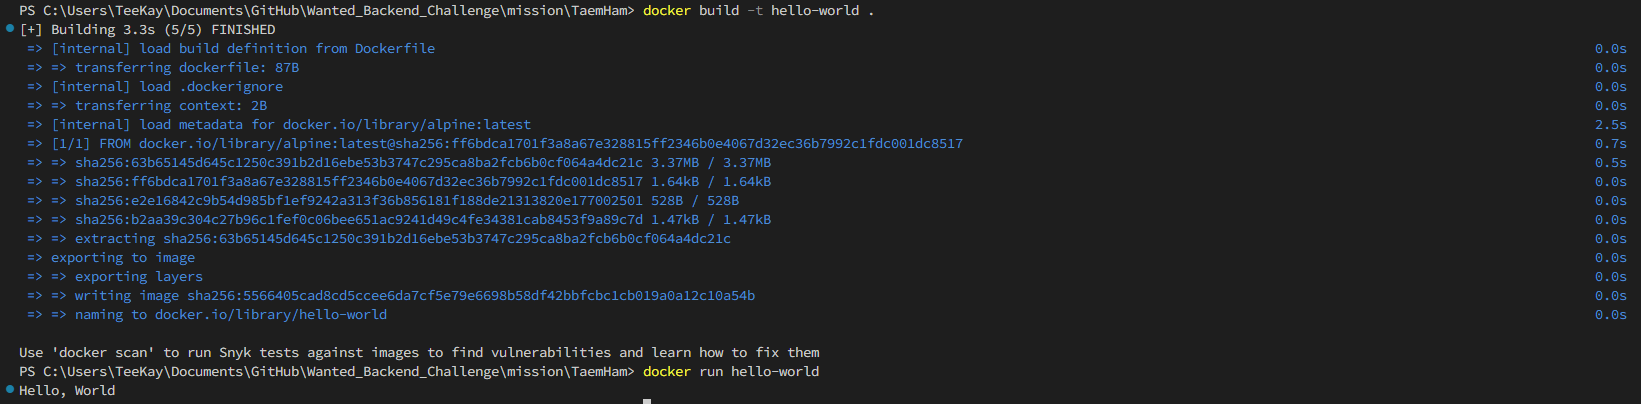 PS C:\Users\TeeKay\Documents\GitHub\Wanted_Backend_Challenge\mission\TaemHam> docker build -t hello-world .
[+] Building 3.3s (5/5) FINISHED
=> [internal] load build definition from Dockerfile 0.0s
=> => transferring dockerfile: 87B 0.0s
=> [internal] load .dockerignore 0.0s
=> => transferring context: 2B 0.0s
=> [internal] load metadata for docker.io/library/alpine:latest 2.5s
=> [1/1] FROM docker.io/library/alpine:latest@sha256:ff6bdca1701f3a8a67e328815ff2346b0e4067d32ec36b7992c1fdc001dc8517 0.7s
=> => sha256:63b65145d645c1250c391b2d16ebe53b3747c295ca8ba2fcb6b0cf064a4dc21c 3.37MB / 3.37MB 0.5s
=> => sha256:ff6bdca1701f3a8a67e328815ff2346b0e4067d32ec36b7992c1fdc001dc8517 1.64kB / 1.64kB 0.0s
=> => sha256:e2e16842c9b54d985bf1ef9242a313f36b856181f188de21313820e177002501 528B / 528B 0.0s
=> => sha256:b2aa39c304c27b96c1fef0c06bee651ac9241d49c4fe34381cab8453f9a89c7d 1.47kB / 1.47kB 0.0s
=> => extracting sha256:63b65145d645c1250c391b2d16ebe53b3747c295ca8ba2fcb6b0cf064a4dc21c 0.0s
=> exporting to image 0.0s
=> => exporting layers 0.0s
=> => writing image sha256:5566405cad8cd5ccee6da7cf5e79e6698b58df42bbfcbc1cb019a0a12c10a54b 0.0s
=> => naming to docker.io/library/hello-world 0.0s
Use 'docker scan' to run Snyk tests against images to find vulnerabilities and learn how to fix them
PS C:\Users\TeeKay\Documents\GitHub\Wanted_Backend_Challenge\mission\TaemHam> docker run hello-world
Hello, World